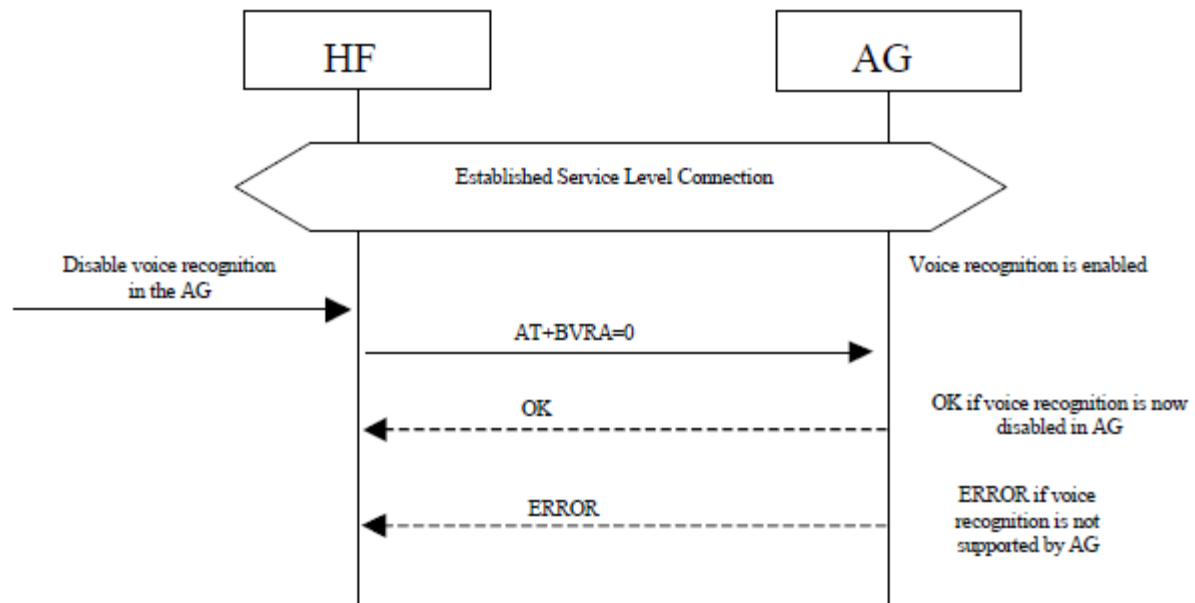 HF
AG
Established Service Level Connection
Disable voice recognition
in the AG
Voice recognition is enabled
AT+BVRA=0
OK
OK if voice recognition is now
disabled in AG
ERROR
ERROR if voice
recognition is not
supported by AG